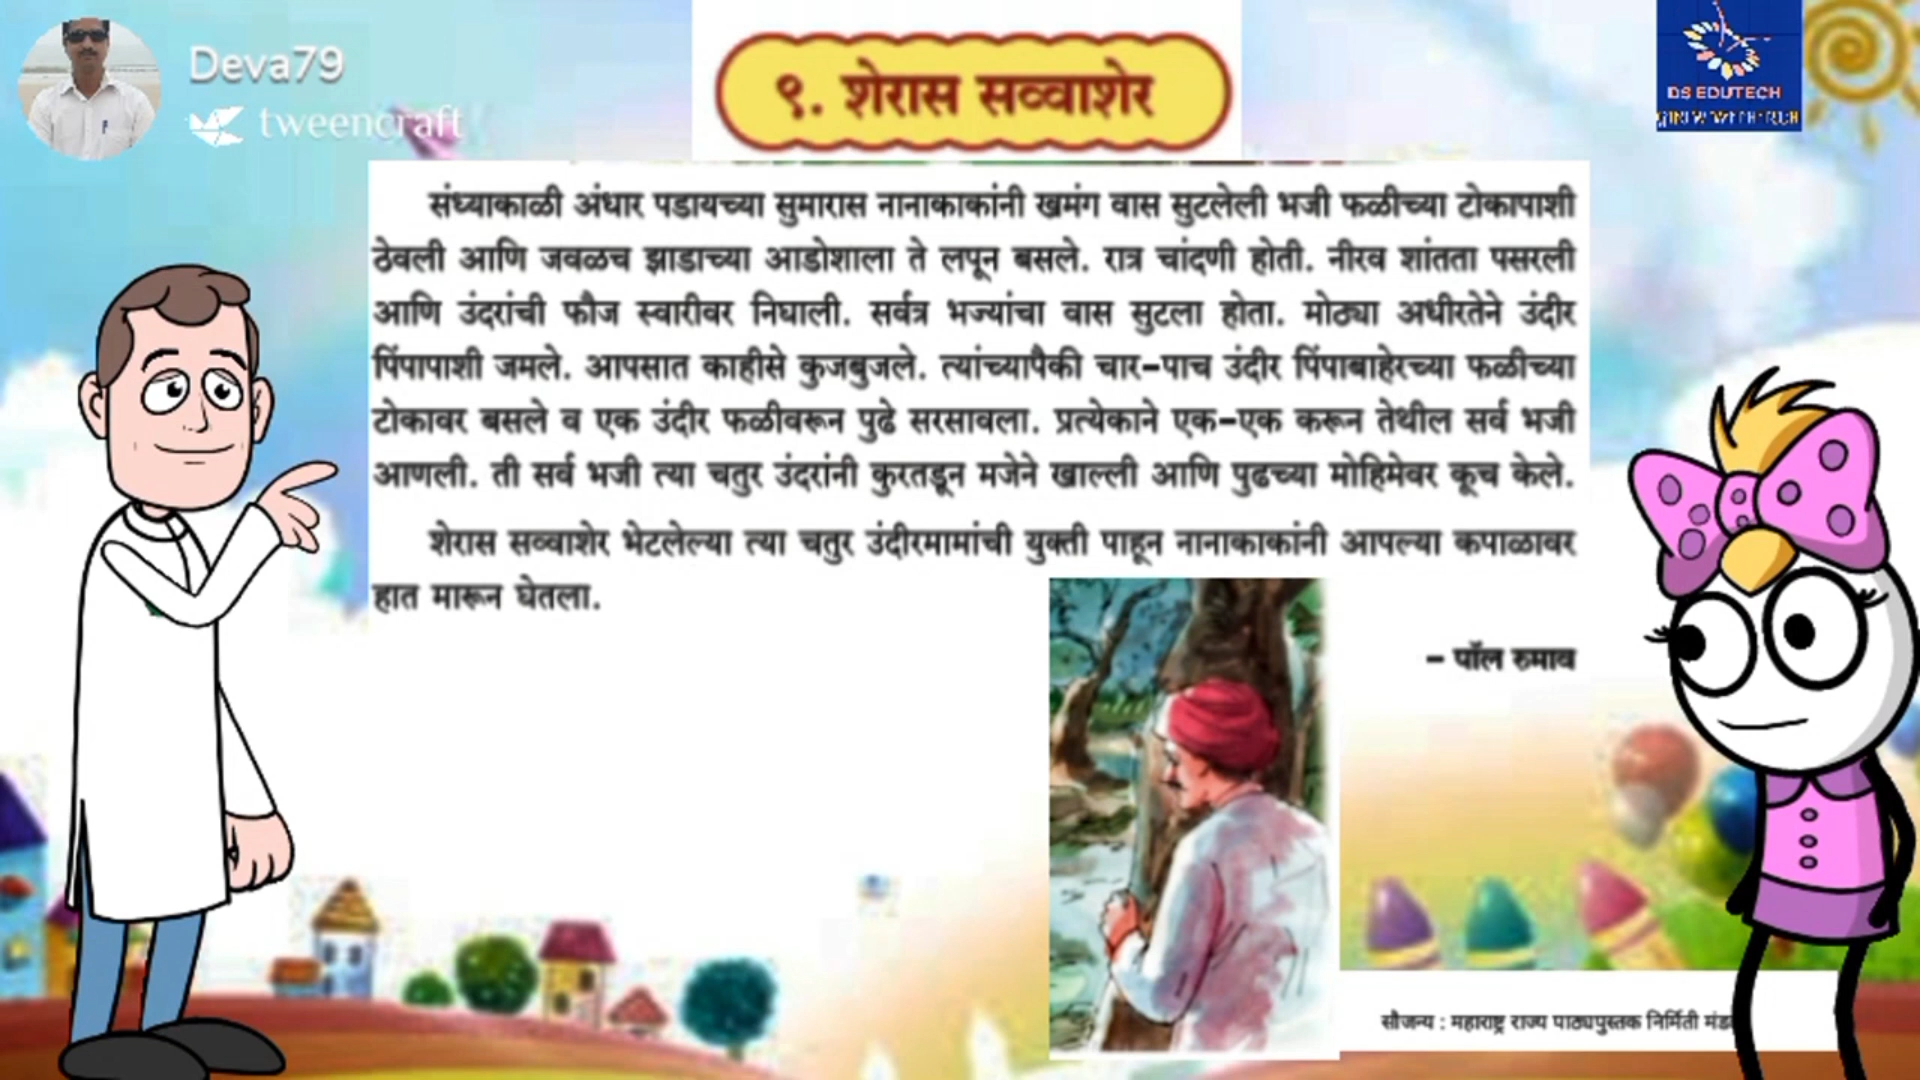 Deva79
tweencraft
९. शेरास सव्वाशेर
DS EDUTECH
संध्याकाळी अंधार पडायच्या सुमारास नानाकाकांनी खमंग वास सुटलेली भजी फळीच्या टोकापाशी
ठेवली आणि जवळच झाडाच्या आडोशाला ते लपून बसले. रात्र चांदणी होती. नीरव शांतता पसरली
आणि उंदरांची फौज स्वारीवर निघाली. सर्वत्र भज्यांचा वास सुटला होता. मोठ्या अधीरतेने उंदीर
पिंपापाशी जमले. आपसात काहीसे कुजबुजले. त्यांच्यापैकी चार-पाच उंदीर पिंपाबाहेरच्या फळीच्या
टोकावर बसले व एक उंदीर फळीवरून पुढे सरसावला. प्रत्येकाने एक-एक करून तेथील सर्व भजी
आणली. ती सर्व भजी त्या चतुर उंदरांनी कुरतडून मजेने खाल्ली आणि पुढच्या मोहिमेवर कूच केले.
शेरास सव्वाशेर भेटलेल्या त्या चतुर उंदीरमामांची युक्ती पाहून नानाकाकांनी आपल्या कपाळावर
हात मारून घेतला.
- पॉल रुमाव
सौजन्य : महाराष्ट्र राज्य पाठ्यपुस्तक निर्मिती